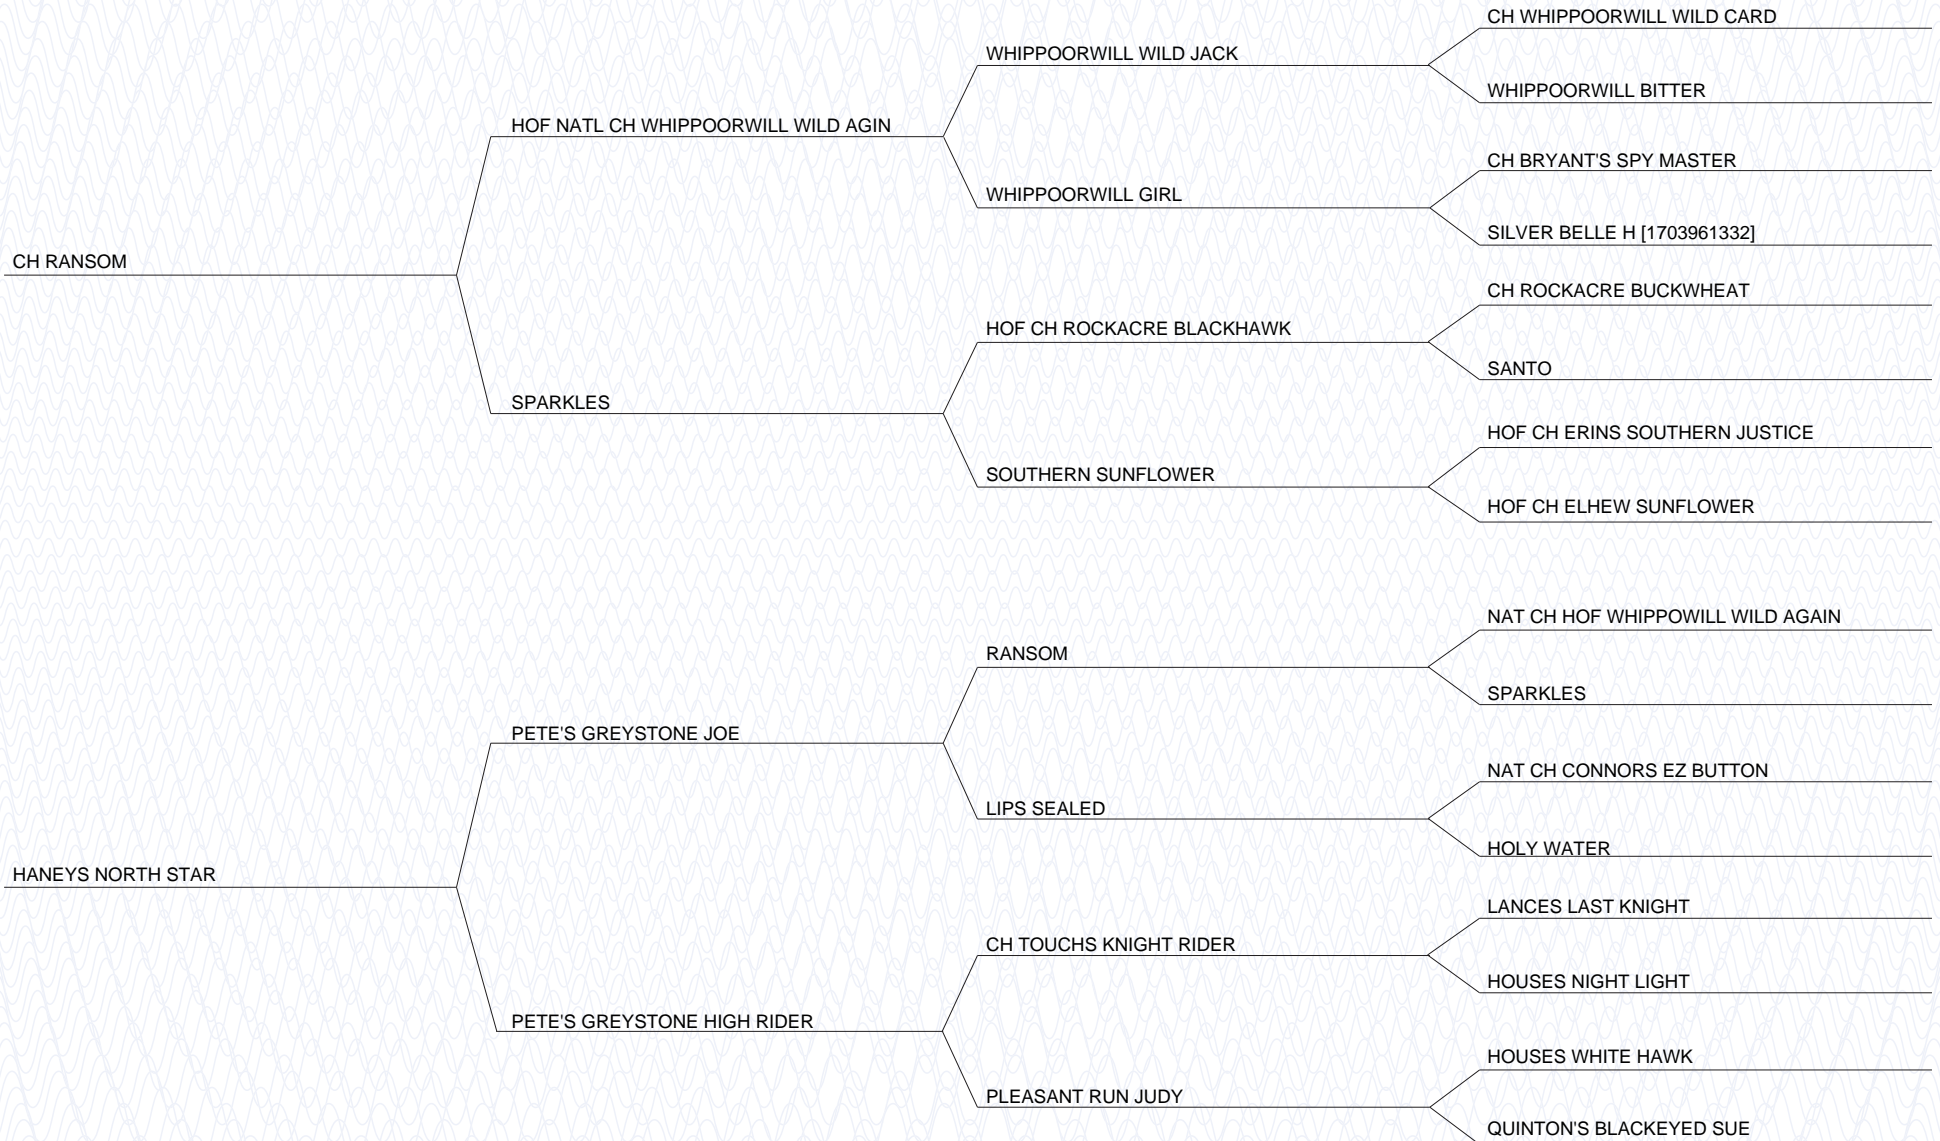 CH WHIPPOORWILL WILD CARD
WHIPPOORWILL WILD JACK
WHIPPOORWILL BITTER
HOF NATL CH WHIPPOORWILL WILD AGIN
CH BRYANT'S SPY MASTER
WHIPPOORWILL GIRL
SILVER BELLE H [1703961332]
CH RANSOM
CH ROCKACRE BUCKWHEAT
HOF CH ROCKACRE BLACKHAWK
SANTO
SPARKLES
HOF CH ERINS SOUTHERN JUSTICE
SOUTHERN SUNFLOWER
HOF CH ELHEW SUNFLOWER
NAT CH HOF WHIPPOWILL WILD AGAIN
RANSOM
SPARKLES
PETE'S GREYSTONE JOE
NAT CH CONNORS EZ BUTTON
LIPS SEALED
HOLY WATER
HANEYS NORTH STAR
LANCES LAST KNIGHT
CH TOUCHS KNIGHT RIDER
HOUSES NIGHT LIGHT
PETE'S GREYSTONE HIGH RIDER
HOUSES WHITE HAWK
PLEASANT RUN JUDY
QUINTON'S BLACKEYED SUE